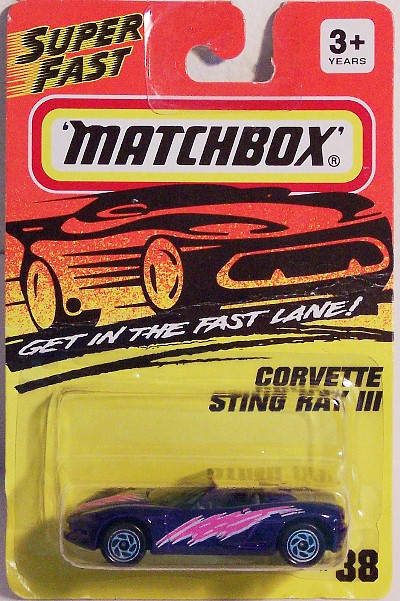 SUPER
FAST
3+
YEARS
'MATCHBOX'®
GET IN THE FAST LANE!
CORVETTE
STING RAY III
38